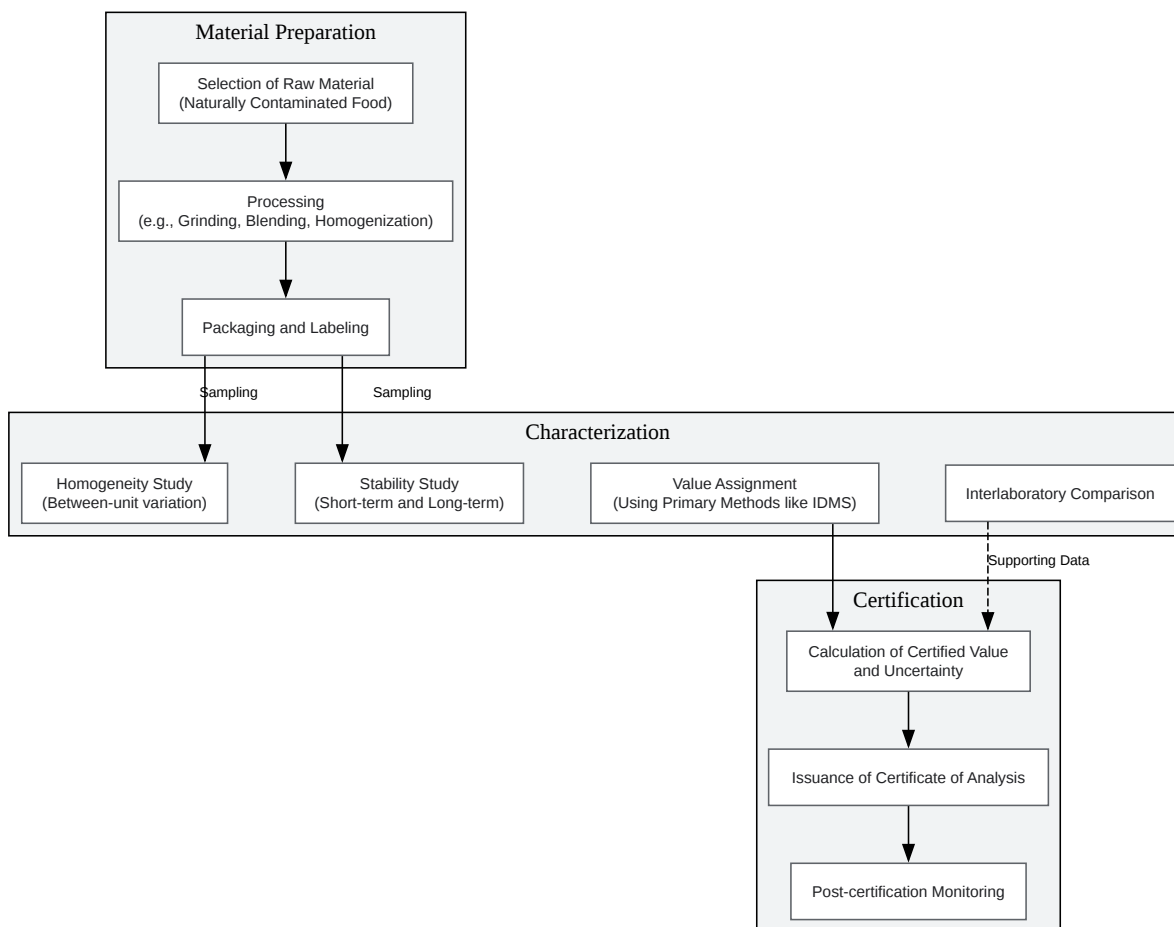 Material Preparation
Selection of Raw Material
(Naturally Contaminated Food)
Processing
(e.g., Grinding, Blending, Homogenization)
Packaging and Labeling
Sampling
Sampling
Characterization
Homogeneity Study
(Between-unit variation)
Stability Study
(Short-term and Long-term)
Value Assignment
(Using Primary Methods like IDMS)
Interlaboratory Comparison
Supporting Data
Certification
Calculation of Certified Value
and Uncertainty
Issuance of Certificate of Analysis
Post-certification Monitoring